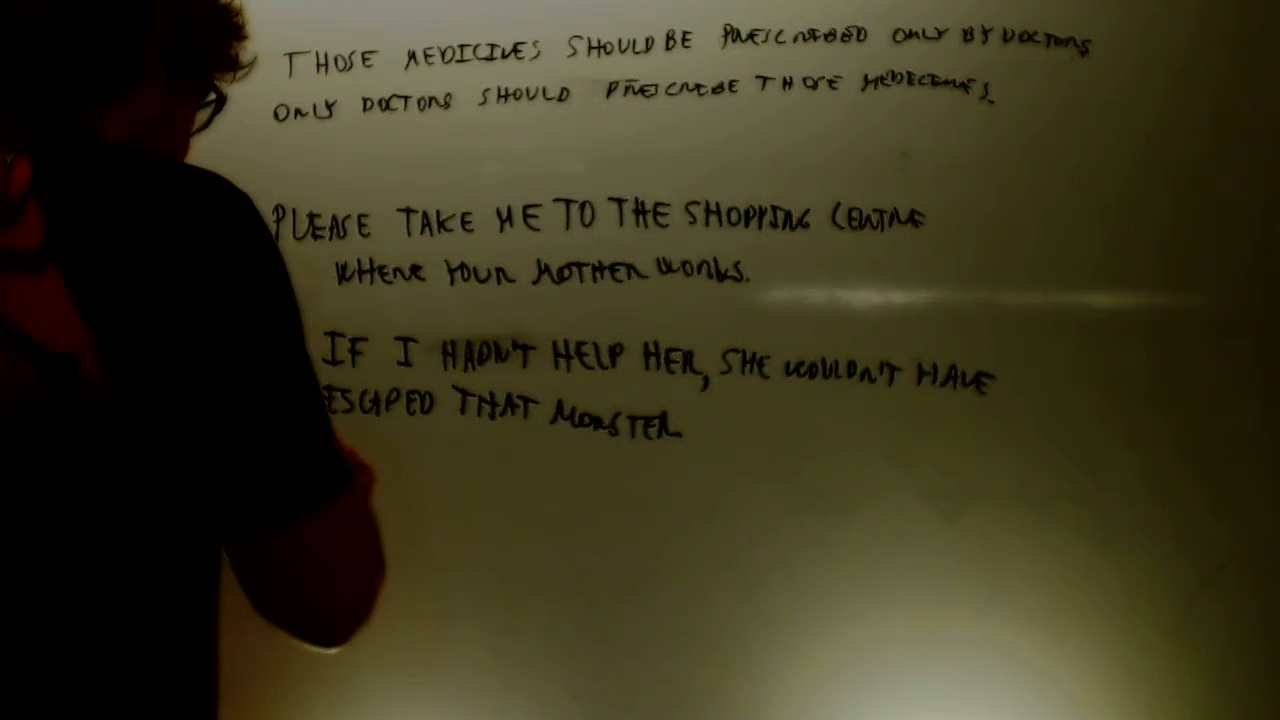 THOSE MEDICINES SHOULD BE PRESCRIBED ONLY BY DOCTORS
ONLY DOCTORS SHOULD PRESCRIBE THOSE MEDECINES.
PLEASE TAKE ME TO THE SHOPPING CENTRE
WHERE YOUR MOTHER WORKS.
IF I HADN'T HELP HER, SHE WOULDN'T HAVE
ESCAPED THAT MONSTER